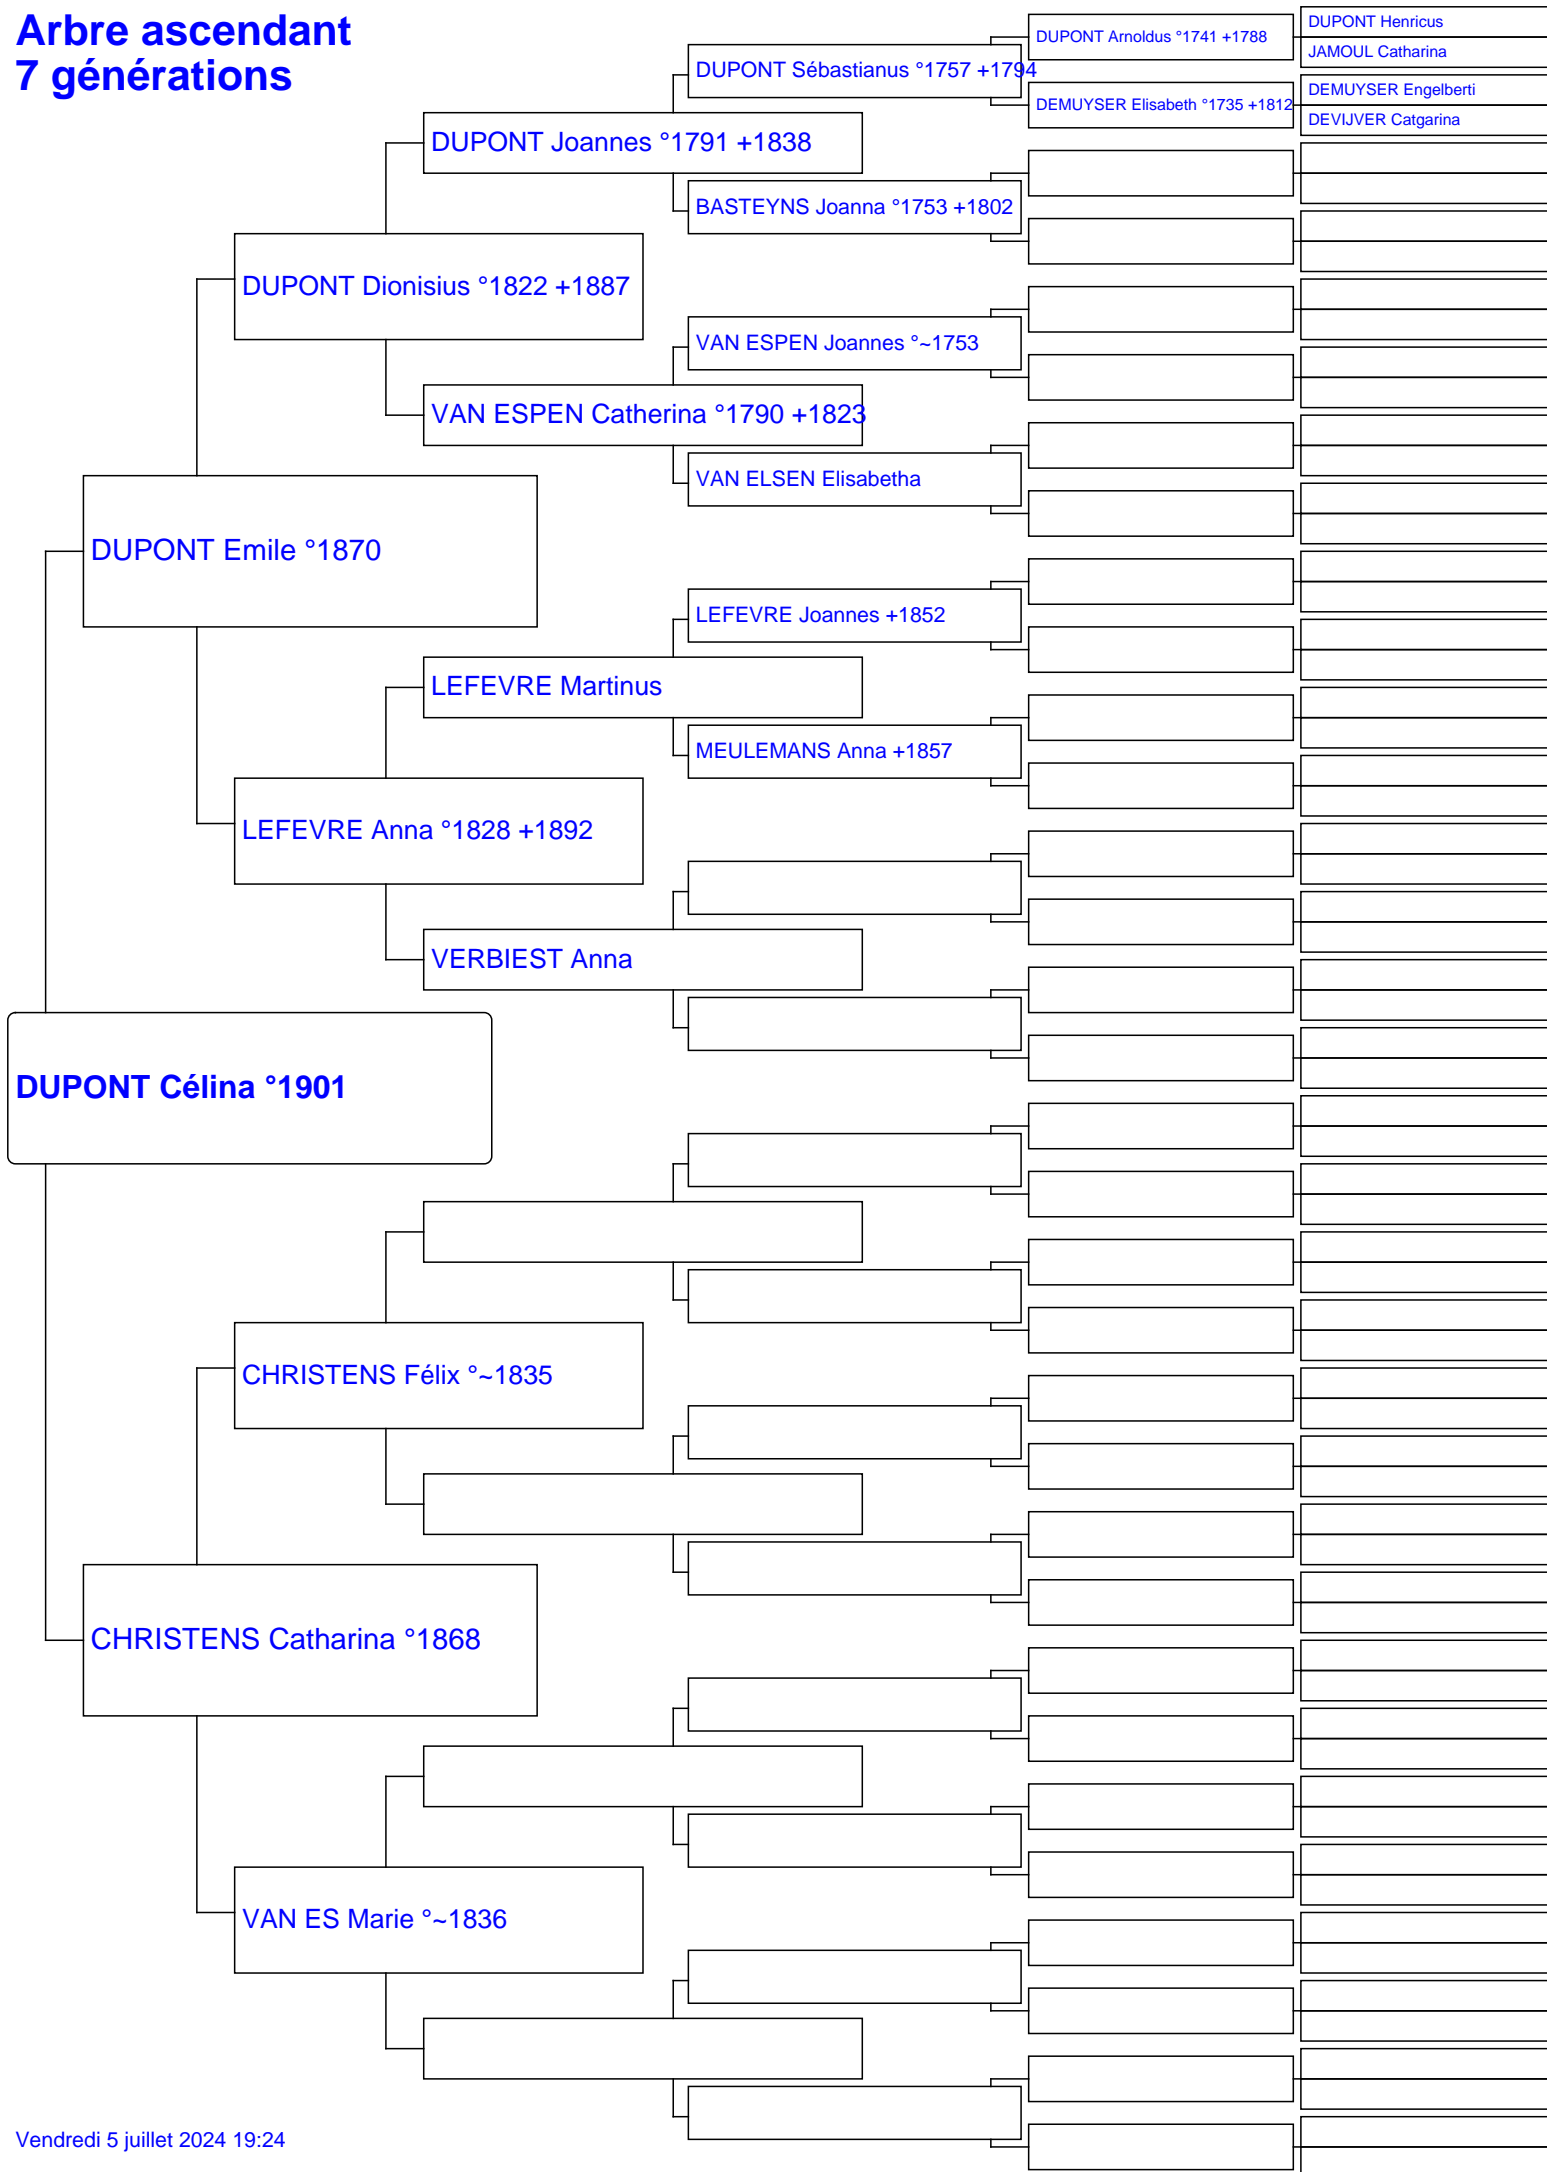 Arbre ascendant
7 générations
DUPONT Henricus
DUPONT Arnoldus °1741 +1788
JAMOUL Catharina
DUPONT Sébastianus °1757 +1794
DEMUYSER Engelberti
DEMUYSER Elisabeth °1735 +1812
DEVIJVER Catgarina
DUPONT Joannes °1791 +1838
BASTEYNS Joanna °1753 +1802
DUPONT Dionisius °1822 +1887
VAN ESPEN Joannes °~1753
VAN ESPEN Catherina °1790 +1823
VAN ELSEN Elisabetha
DUPONT Emile °1870
LEFEVRE Joannes +1852
LEFEVRE Martinus
MEULEMANS Anna +1857
LEFEVRE Anna °1828 +1892
VERBIEST Anna
DUPONT Célina °1901
CHRISTENS Félix °~1835
CHRISTENS Catharina °1868
VAN ES Marie °~1836
Vendredi 5 juillet 2024 19:24